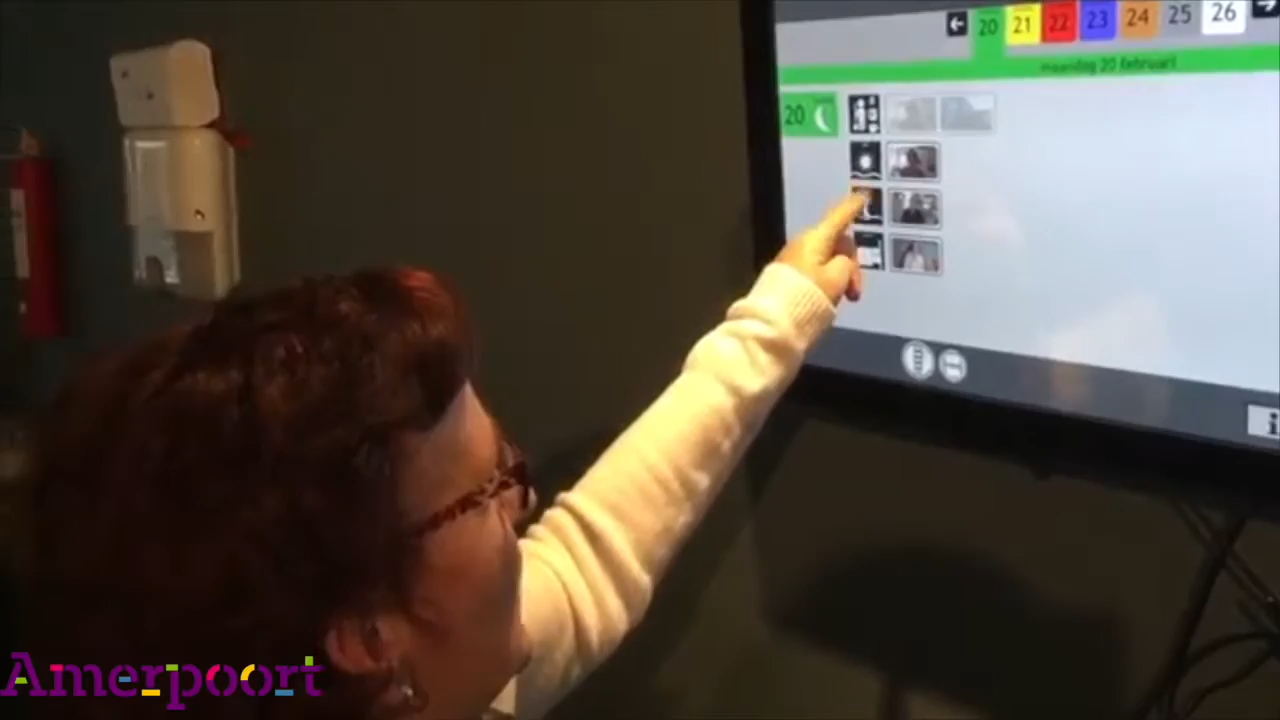 20 21 22 23 24 25 26
maandag 20 februari
20
i
Amerpoort